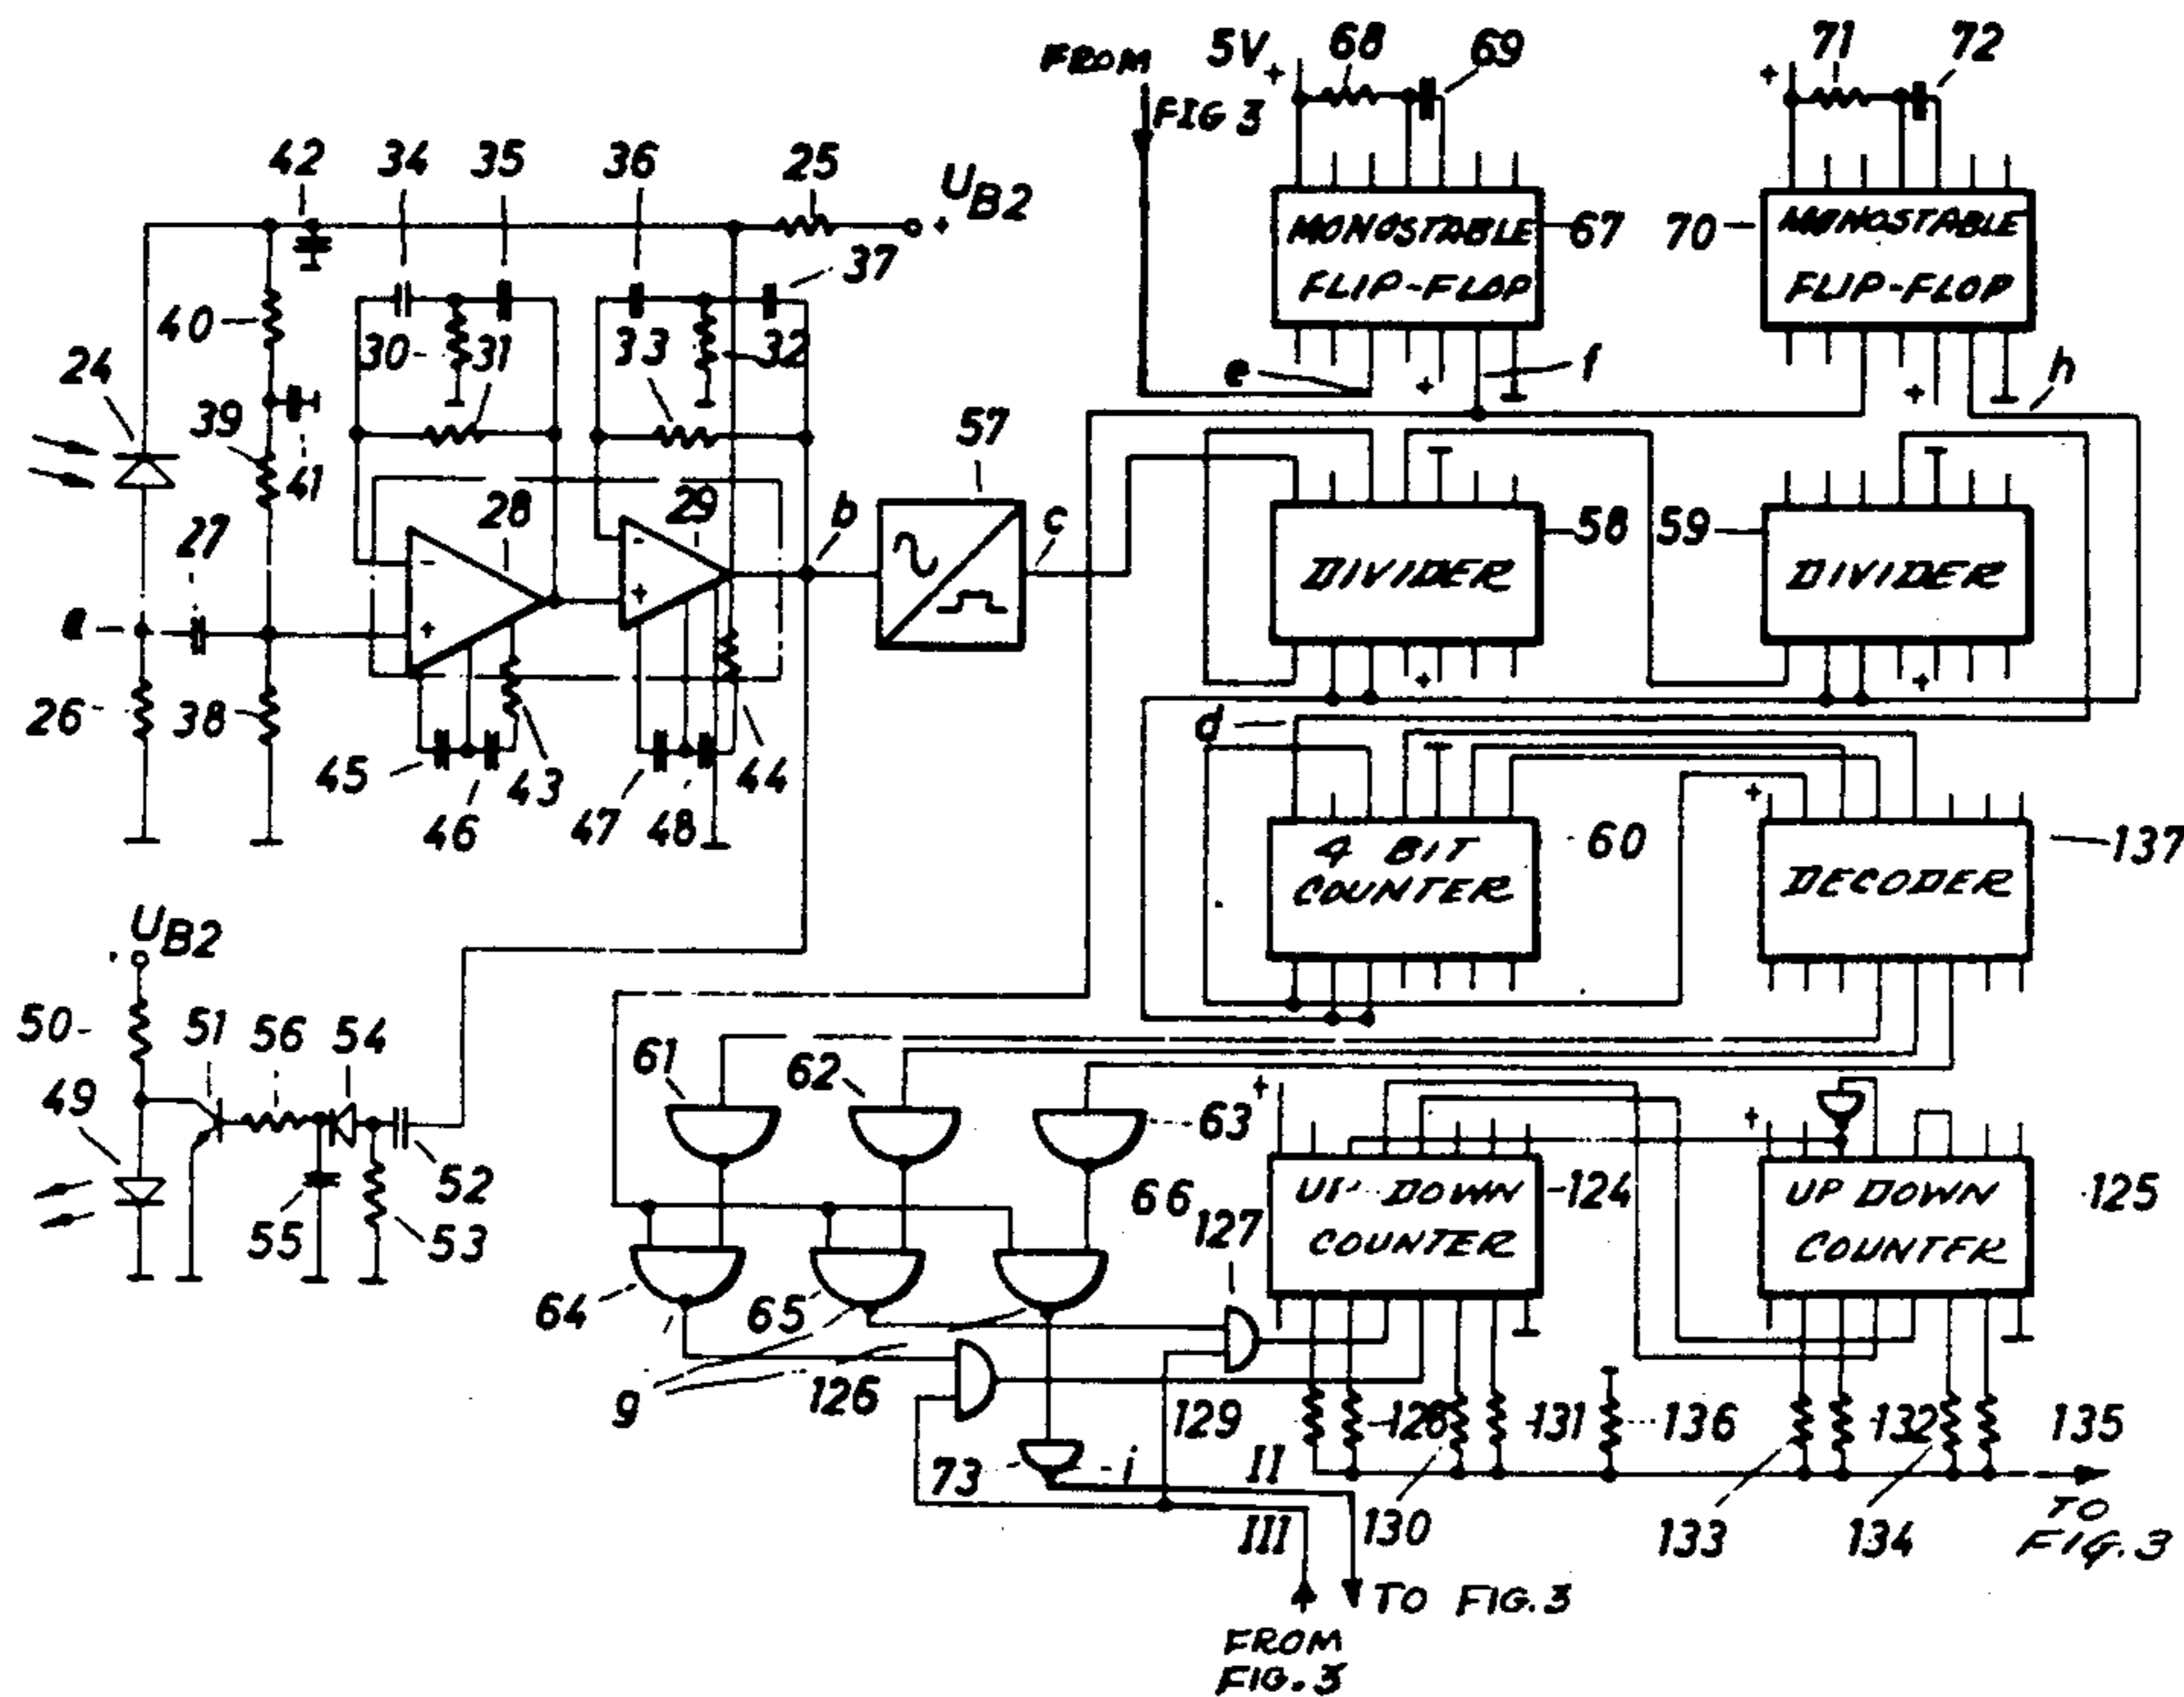 FROM
FIG 3
5V +
68
69
+
71
72
42
34
35
36
25
UB2
+
37
MONOSTABLE
FLIP-FLOP
67
70
MONOSTABLE
FLIP-FLOP
40
30
31
33
32
24
39
41
e
+
f
+
h
57
27
28
29
b
c
58
59
DIVIDER
DIVIDER
a
-
+
-
+
26
38
+
+
45
46
43
47
48
44
d
+
4 BIT
COUNTER
60
DECODER
137
UB2
50
51
56
54
49
55
52
53
61
62
63
+
+
66
127
UP DOWN
COUNTER
124
UP DOWN
COUNTER
125
64
65
g
126
129
128
131
136
132
135
73
i
II
130
133
134
TO
FIG. 3
III
TO FIG. 3
FROM
FIG. 3